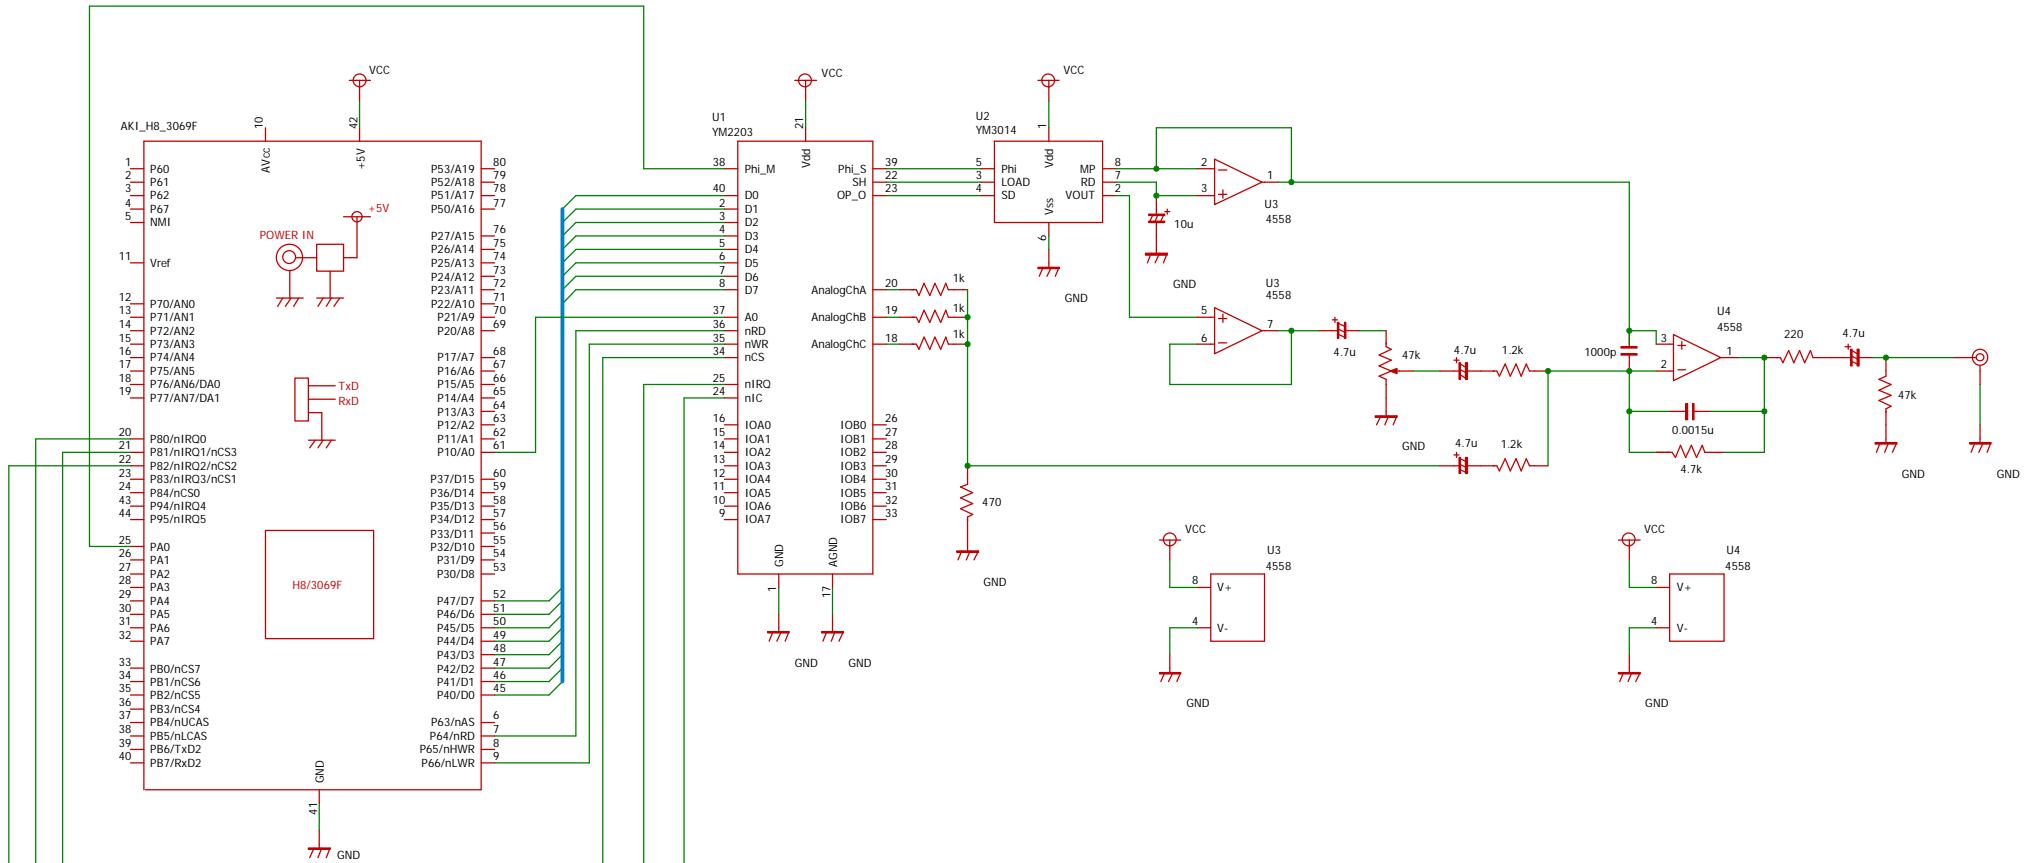 AKI_H8_3069F
VCC
10
42
AVcc
+5V
1 P60
2 P61
3 P62
4 P67
5 NMI
11 Vref
12 P70/AN0
13 P71/AN1
14 P72/AN2
15 P73/AN3
16 P74/AN4
17 P75/AN5
18 P76/AN6/DA0
19 P77/AN7/DA1
20 P80/nIRQ0
21 P81/nIRQ1/nCS3
22 P82/nIRQ2/nCS2
23 P83/nIRQ3/nCS1
24 P84/nCS0
43 P94/nIRQ4
44 P95/nIRQ5
25 PA0
26 PA1
27 PA2
28 PA3
29 PA4
30 PA5
31 PA6
32 PA7
33 PB0/nCS7
34 PB1/nCS6
35 PB2/nCS5
36 PB3/nCS4
37 PB4/nUCAS
38 PB5/nLCAS
39 PB6/TxD2
40 PB7/RxD2
POWER IN
+5V
TxD
RxD
H8/3069F
GND
41
GND
P53/A19 80
P52/A18 79
P51/A17 78
P50/A16 77
P27/A15 76
P26/A14 75
P25/A13 74
P24/A12 73
P23/A11 72
P22/A10 71
P21/A9 70
P20/A8 69
P17/A7 68
P16/A6 67
P15/A5 66
P14/A4 65
P13/A3 64
P12/A2 63
P11/A1 62
P10/A0 61
P37/D15 60
P36/D14 59
P35/D13 58
P34/D12 57
P33/D11 56
P32/D10 55
P31/D9 54
P30/D8 53
P47/D7 52
P46/D6 51
P45/D5 50
P44/D4 49
P43/D3 48
P42/D2 47
P41/D1 46
P40/D0 45
P63/nAS 6
P64/nRD 7
P65/nHWR 8
P66/nLWR 9
U1
YM2203
VCC
21
Vdd
38 Phi_M
40 D0
2 D1
3 D2
4 D3
5 D4
6 D5
7 D6
8 D7
37 A0
36 nRD
35 nWR
34 nCS
25 nIRQ
24 nIC
16 IOA0
15 IOA1
14 IOA2
13 IOA3
12 IOA4
11 IOA5
10 IOA6
9 IOA7
Phi_S 39
SH 22
OP_O 23
AnalogChA 20
AnalogChB 19
AnalogChC 18
IOB0 26
IOB1 27
IOB2 28
IOB3 29
IOB4 30
IOB5 31
IOB6 32
IOB7 33
GND
AGND
1
17
GND
GND
1k
1k
1k
470
GND
U2
YM3014
VCC
1
Vdd
5 Phi
3 LOAD
4 SD
MP 8
RD 7
VOUT 2
Vss
6
GND
10u
GND
2
3
1
U3
4558
U3
4558
5
6
7
4.7u
47k
GND
4.7u
1.2k
4.7u
1.2k
1000p
U4
4558
3
2
1
0.0015u
4.7k
220
4.7u
47k
GND
GND
VCC
U3
4558
8 V+
4 V-
GND
VCC
U4
4558
8 V+
4 V-
GND